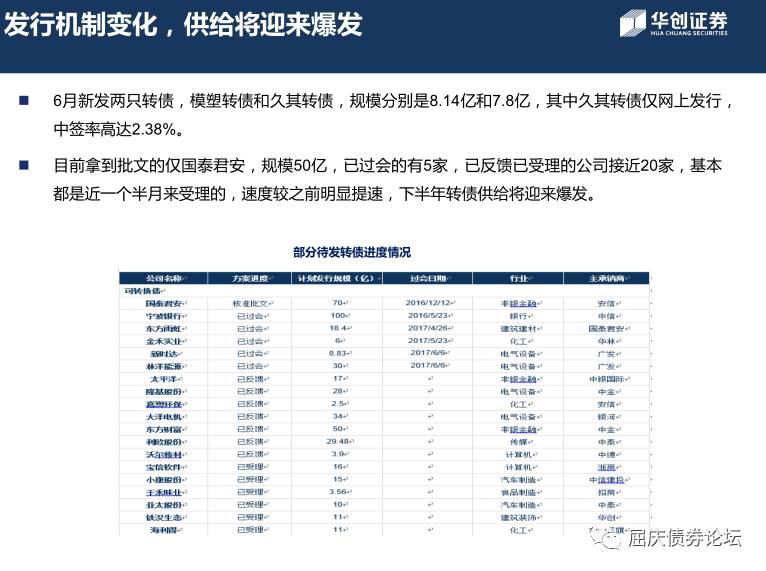 发行机制变化，供给将迎来爆发
华创证券
HUA CHUANG SECURITIES
6月新发两只转债，模塑转债和久其转债，规模分别是8.14亿和7.8亿，其中久其转债仅网上发行，
中签率高达2.38%。
目前拿到批文的仅国泰君安，规模50亿，已过会的有5家，已反馈已受理的公司接近20家，基本
都是近一个半月来受理的，速度较之前明显提速，下半年转债供给将迎来爆发。
部分待发转债进度情况
公司名称 方案进度 计划发行规模（亿） 过会日期 行业 主承销商
可转换债
国泰君安 核准批文 70 2016/12/12 非银金融 安信
宁波银行 已过会 100 2016/5/23 银行 中信
东方雨虹 已过会 18.4 2017/4/26 建筑建材 国泰君安
金禾实业 已过会 6 2017/5/23 化工 华林
新时达 已过会 8.83 2017/6/6 电气设备 广发
林洋能源 已过会 30 2017/6/6 电气设备 广发
太平洋 已反馈 17 非银金融 中银国际
隆基股份 已反馈 28 电气设备 中金
嘉澳环保 已反馈 2.5 化工 安信
大洋电机 已反馈 34 电气设备 银河
东方财富 已反馈 50 非银金融 中金
利欧股份 已反馈 29.48 传媒 中泰
沃尔核材 已反馈 3.9 计算机 中德
宝信软件 已受理 16 计算机 浙商
小康股份 已受理 15 汽车制造 中信建投
千禾味业 已受理 3.56 食品制造 招商
亚太股份 已受理 10 汽车制造 中泰
铁汉生态 已受理 11 建筑装饰 华创
海利得 已受理 11 化工
屈庆债券论坛